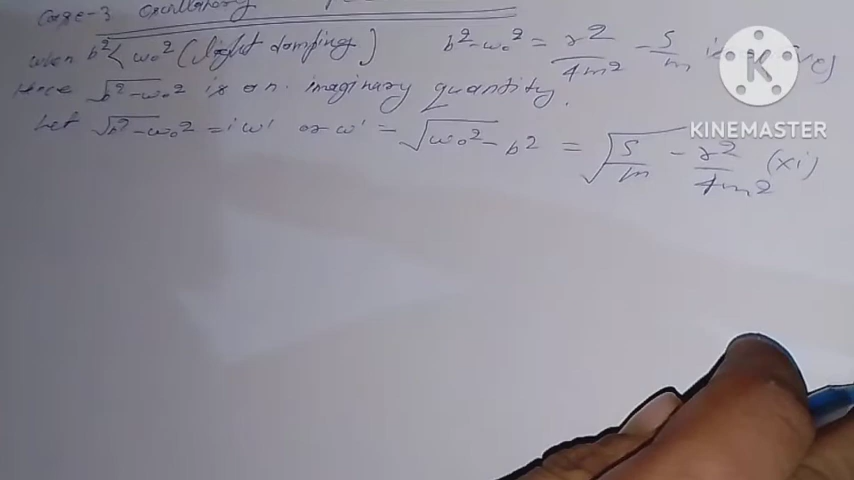 Case-3 oscillatory
when b² < ω₀² (light damping) b² - ω₀² = r²/4m² - s/m is
Hence √b²-ω₀² is an imaginary quantity.
Let √b²-ω₀² = iω' or ω' = √ω₀² - b² = √s/m - r²/4m² (xi)
KINEMASTER